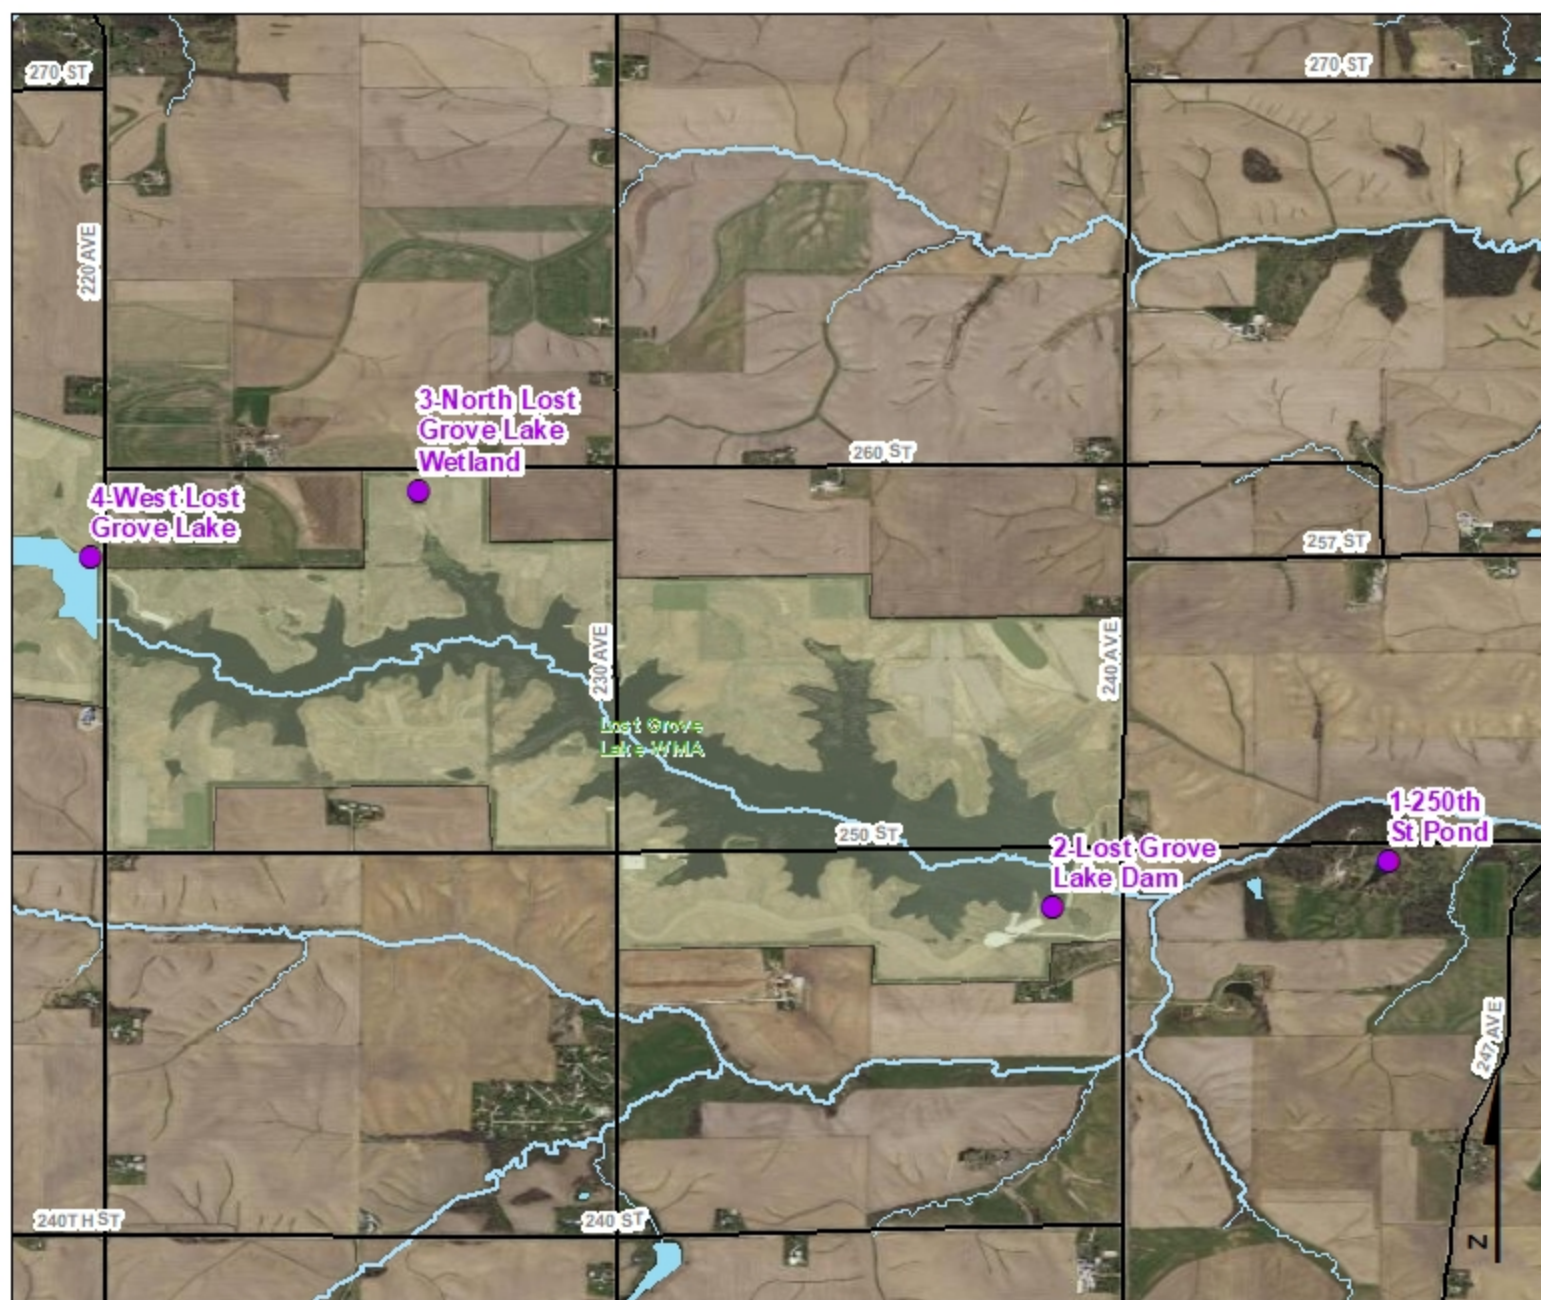 270 ST
270 ST
220 AVE
3-North Lost
Grove Lake
Wetland
260 ST
4-West Lost
Grove Lake
257 ST
230 AVE
240 AVE
Lost Grove
Lake WMA
1-250th
St Pond
250 ST
2-Lost Grove
Lake Dam
247 AVE
240TH ST
240 ST
N